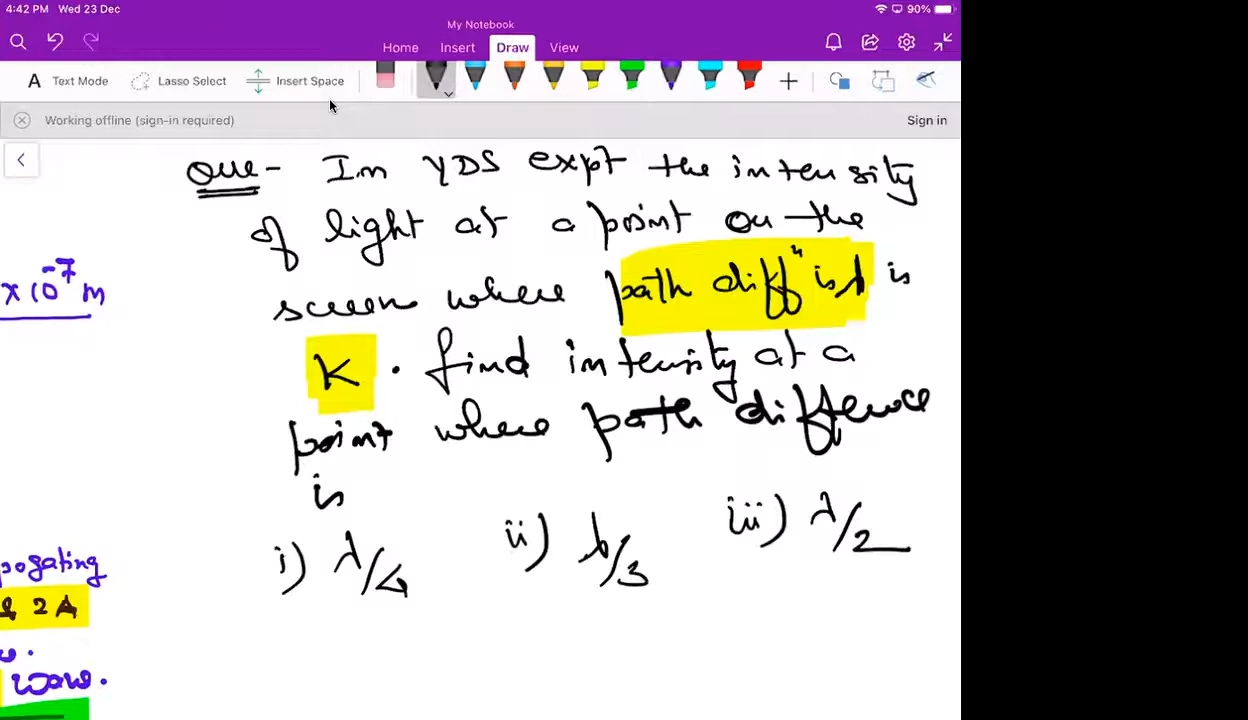 4:42 PM Wed 23 Dec
90%
My Notebook
Home Insert Draw View
A Text Mode Lasso Select Insert Space
Working offline (sign-in required) Sign in
Que- In YDS expt the intensity
of light at a point on the
screen where path diffⁿ is λ is
K. find intensity at a
point where path difference
is
i) λ/4 ii) λ/3 iii) λ/2
x10⁻⁷ m
pogating
& 2A
wave.